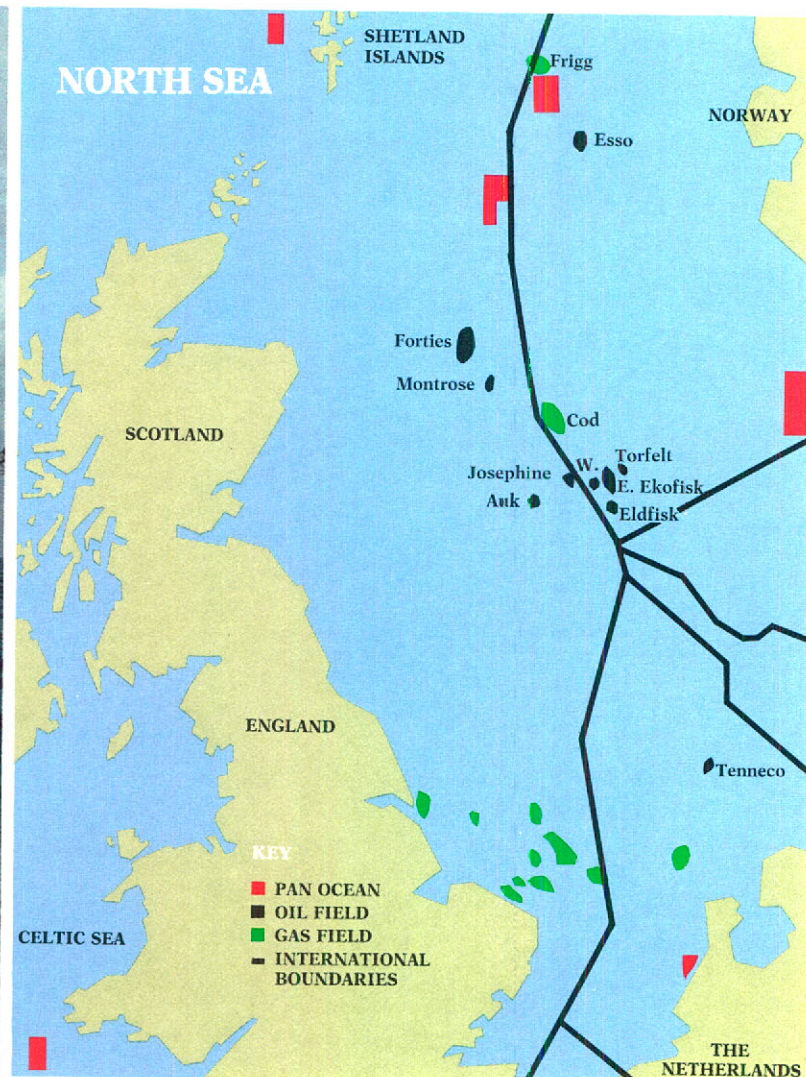 NORTH SEA
SHETLAND
ISLANDS
Frigg
NORWAY
Esso
Forties
Montrose
Cod
SCOTLAND
Josephine
W.
Torfelt
E. Ekofisk
Auk
Eldfisk
ENGLAND
Tenneco
KEY
PAN OCEAN
OIL FIELD
GAS FIELD
INTERNATIONAL
BOUNDARIES
CELTIC SEA
THE
NETHERLANDS